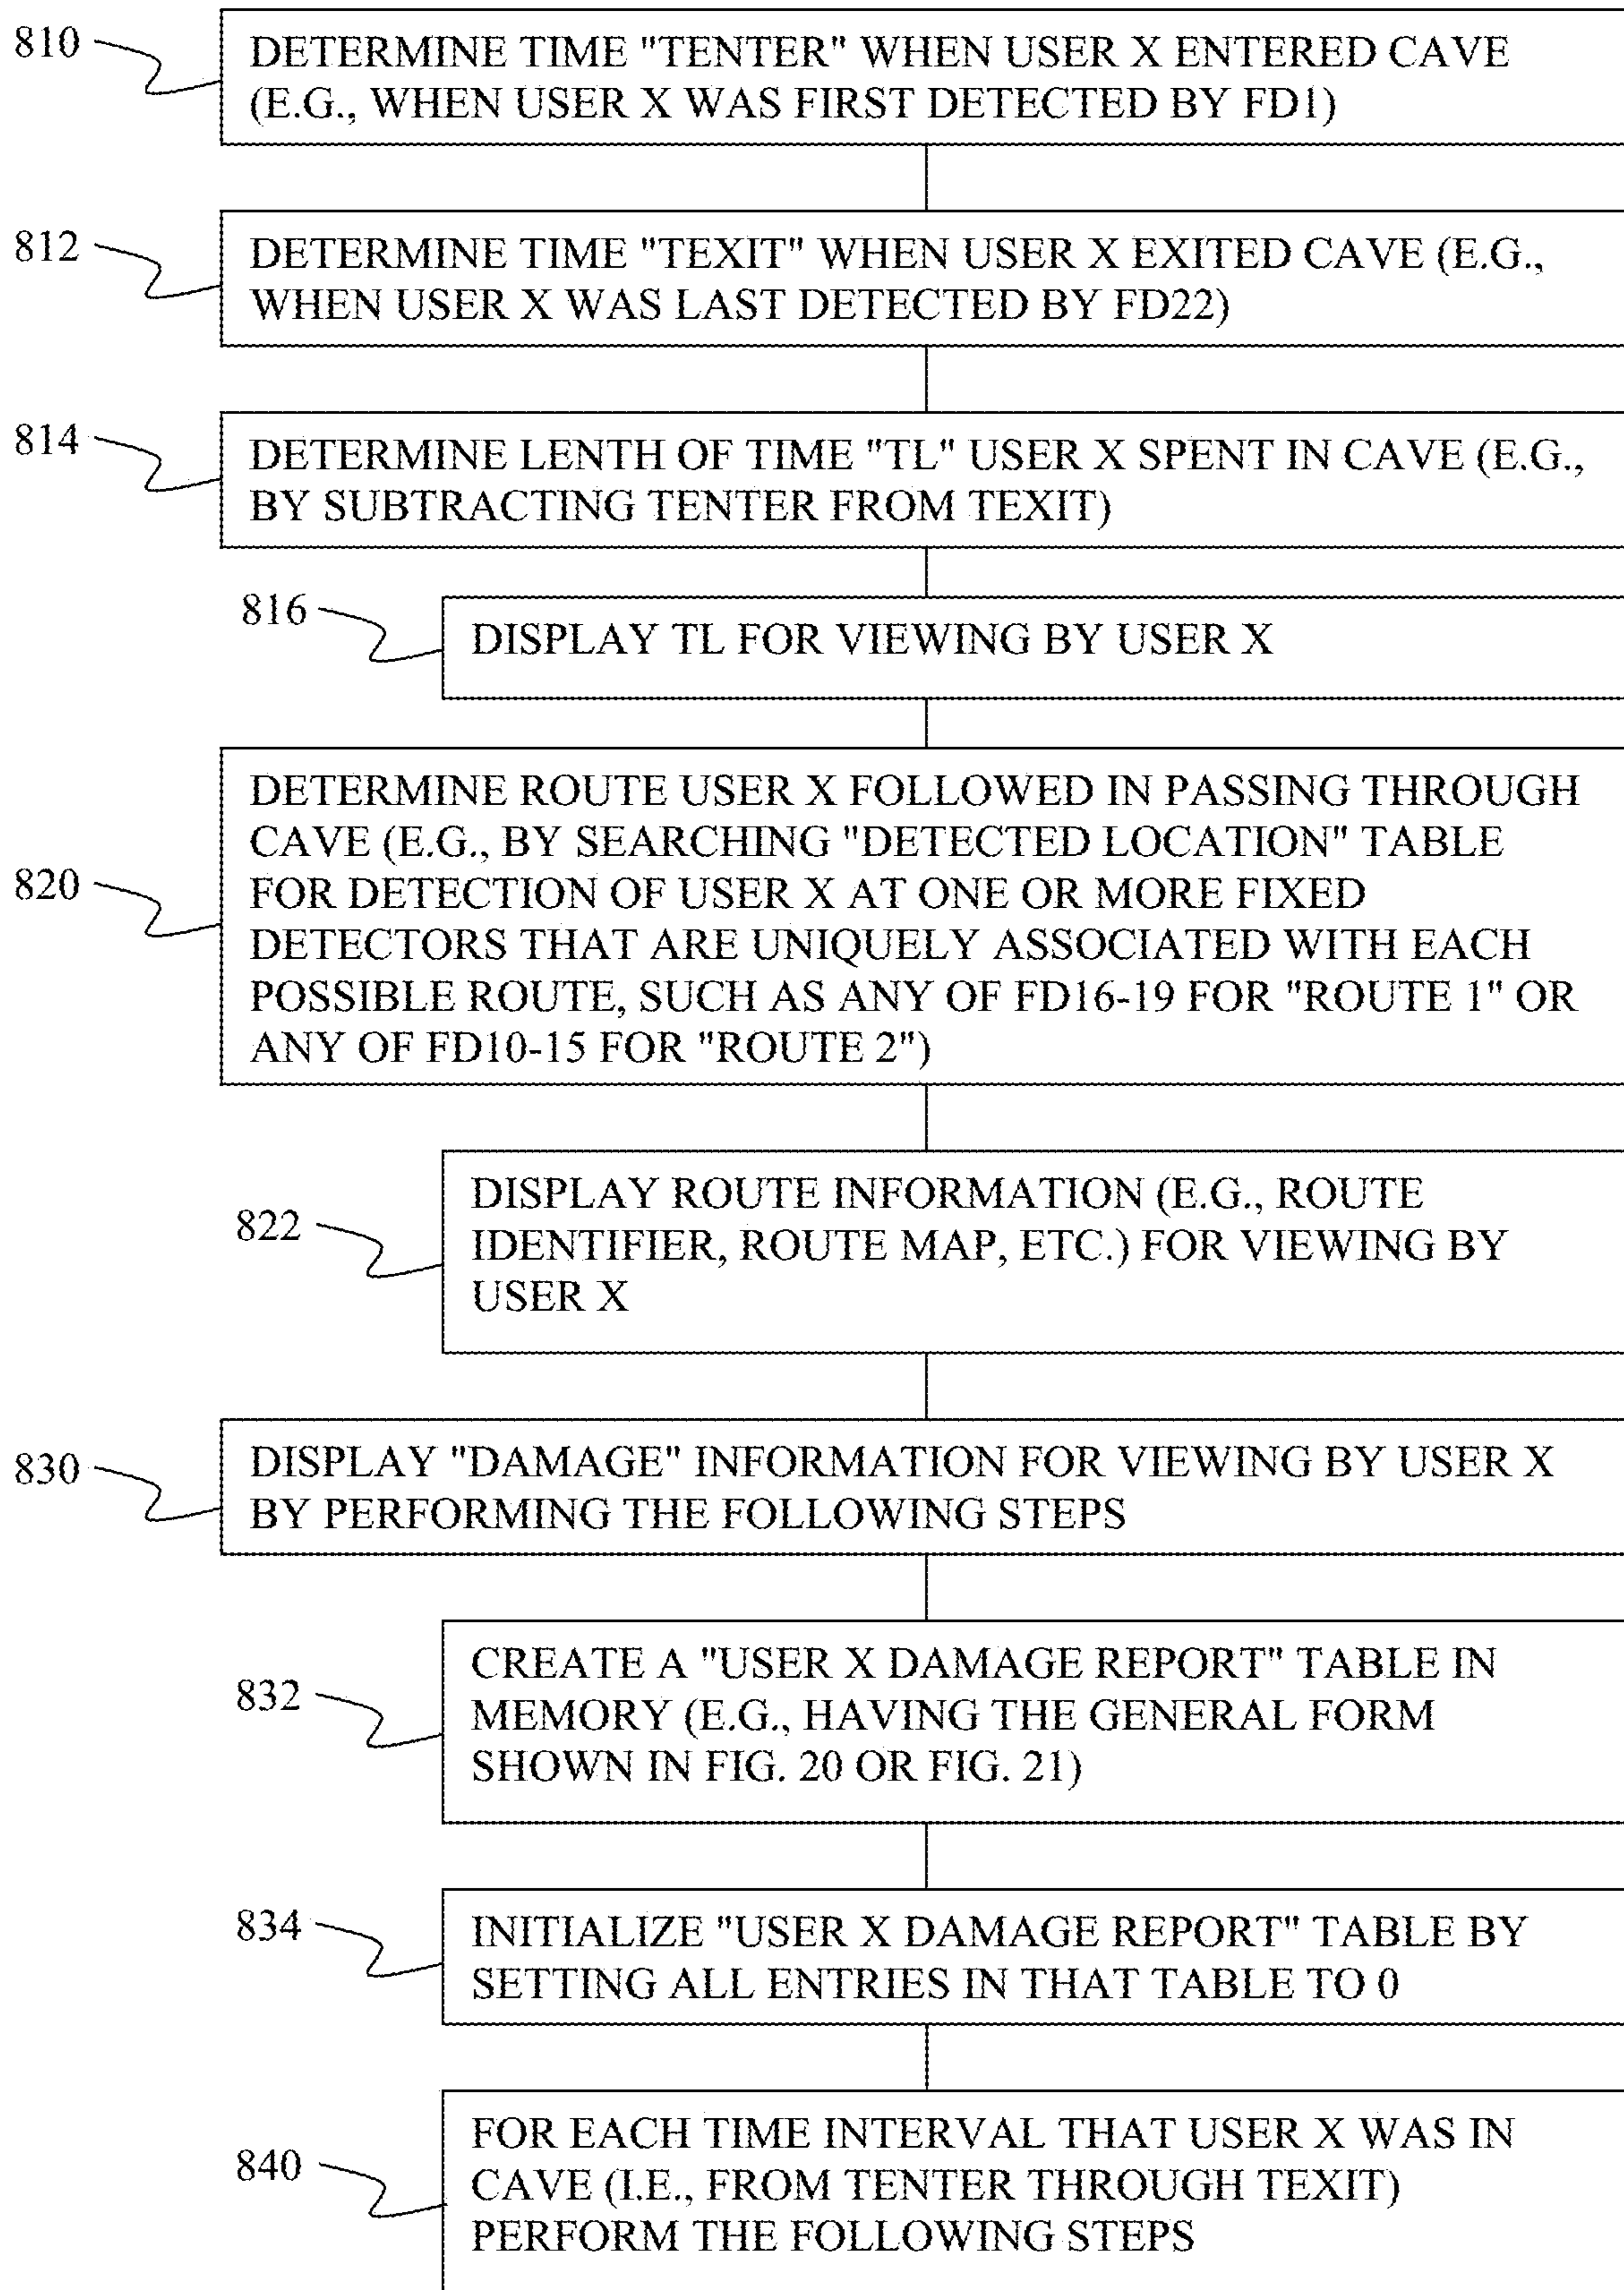 810
DETERMINE TIME "TENTER" WHEN USER X ENTERED CAVE
(E.G., WHEN USER X WAS FIRST DETECTED BY FD1)
812
DETERMINE TIME "TEXIT" WHEN USER X EXITED CAVE (E.G.,
WHEN USER X WAS LAST DETECTED BY FD22)
814
DETERMINE LENTH OF TIME "TL" USER X SPENT IN CAVE (E.G.,
BY SUBTRACTING TENTER FROM TEXIT)
816
DISPLAY TL FOR VIEWING BY USER X
820
DETERMINE ROUTE USER X FOLLOWED IN PASSING THROUGH
CAVE (E.G., BY SEARCHING "DETECTED LOCATION" TABLE
FOR DETECTION OF USER X AT ONE OR MORE FIXED
DETECTORS THAT ARE UNIQUELY ASSOCIATED WITH EACH
POSSIBLE ROUTE, SUCH AS ANY OF FD16-19 FOR "ROUTE 1" OR
ANY OF FD10-15 FOR "ROUTE 2")
822
DISPLAY ROUTE INFORMATION (E.G., ROUTE
IDENTIFIER, ROUTE MAP, ETC.) FOR VIEWING BY
USER X
830
DISPLAY "DAMAGE" INFORMATION FOR VIEWING BY USER X
BY PERFORMING THE FOLLOWING STEPS
832
CREATE A "USER X DAMAGE REPORT" TABLE IN
MEMORY (E.G., HAVING THE GENERAL FORM
SHOWN IN FIG. 20 OR FIG. 21)
834
INITIALIZE "USER X DAMAGE REPORT" TABLE BY
SETTING ALL ENTRIES IN THAT TABLE TO 0
840
FOR EACH TIME INTERVAL THAT USER X WAS IN
CAVE (I.E., FROM TENTER THROUGH TEXIT)
PERFORM THE FOLLOWING STEPS